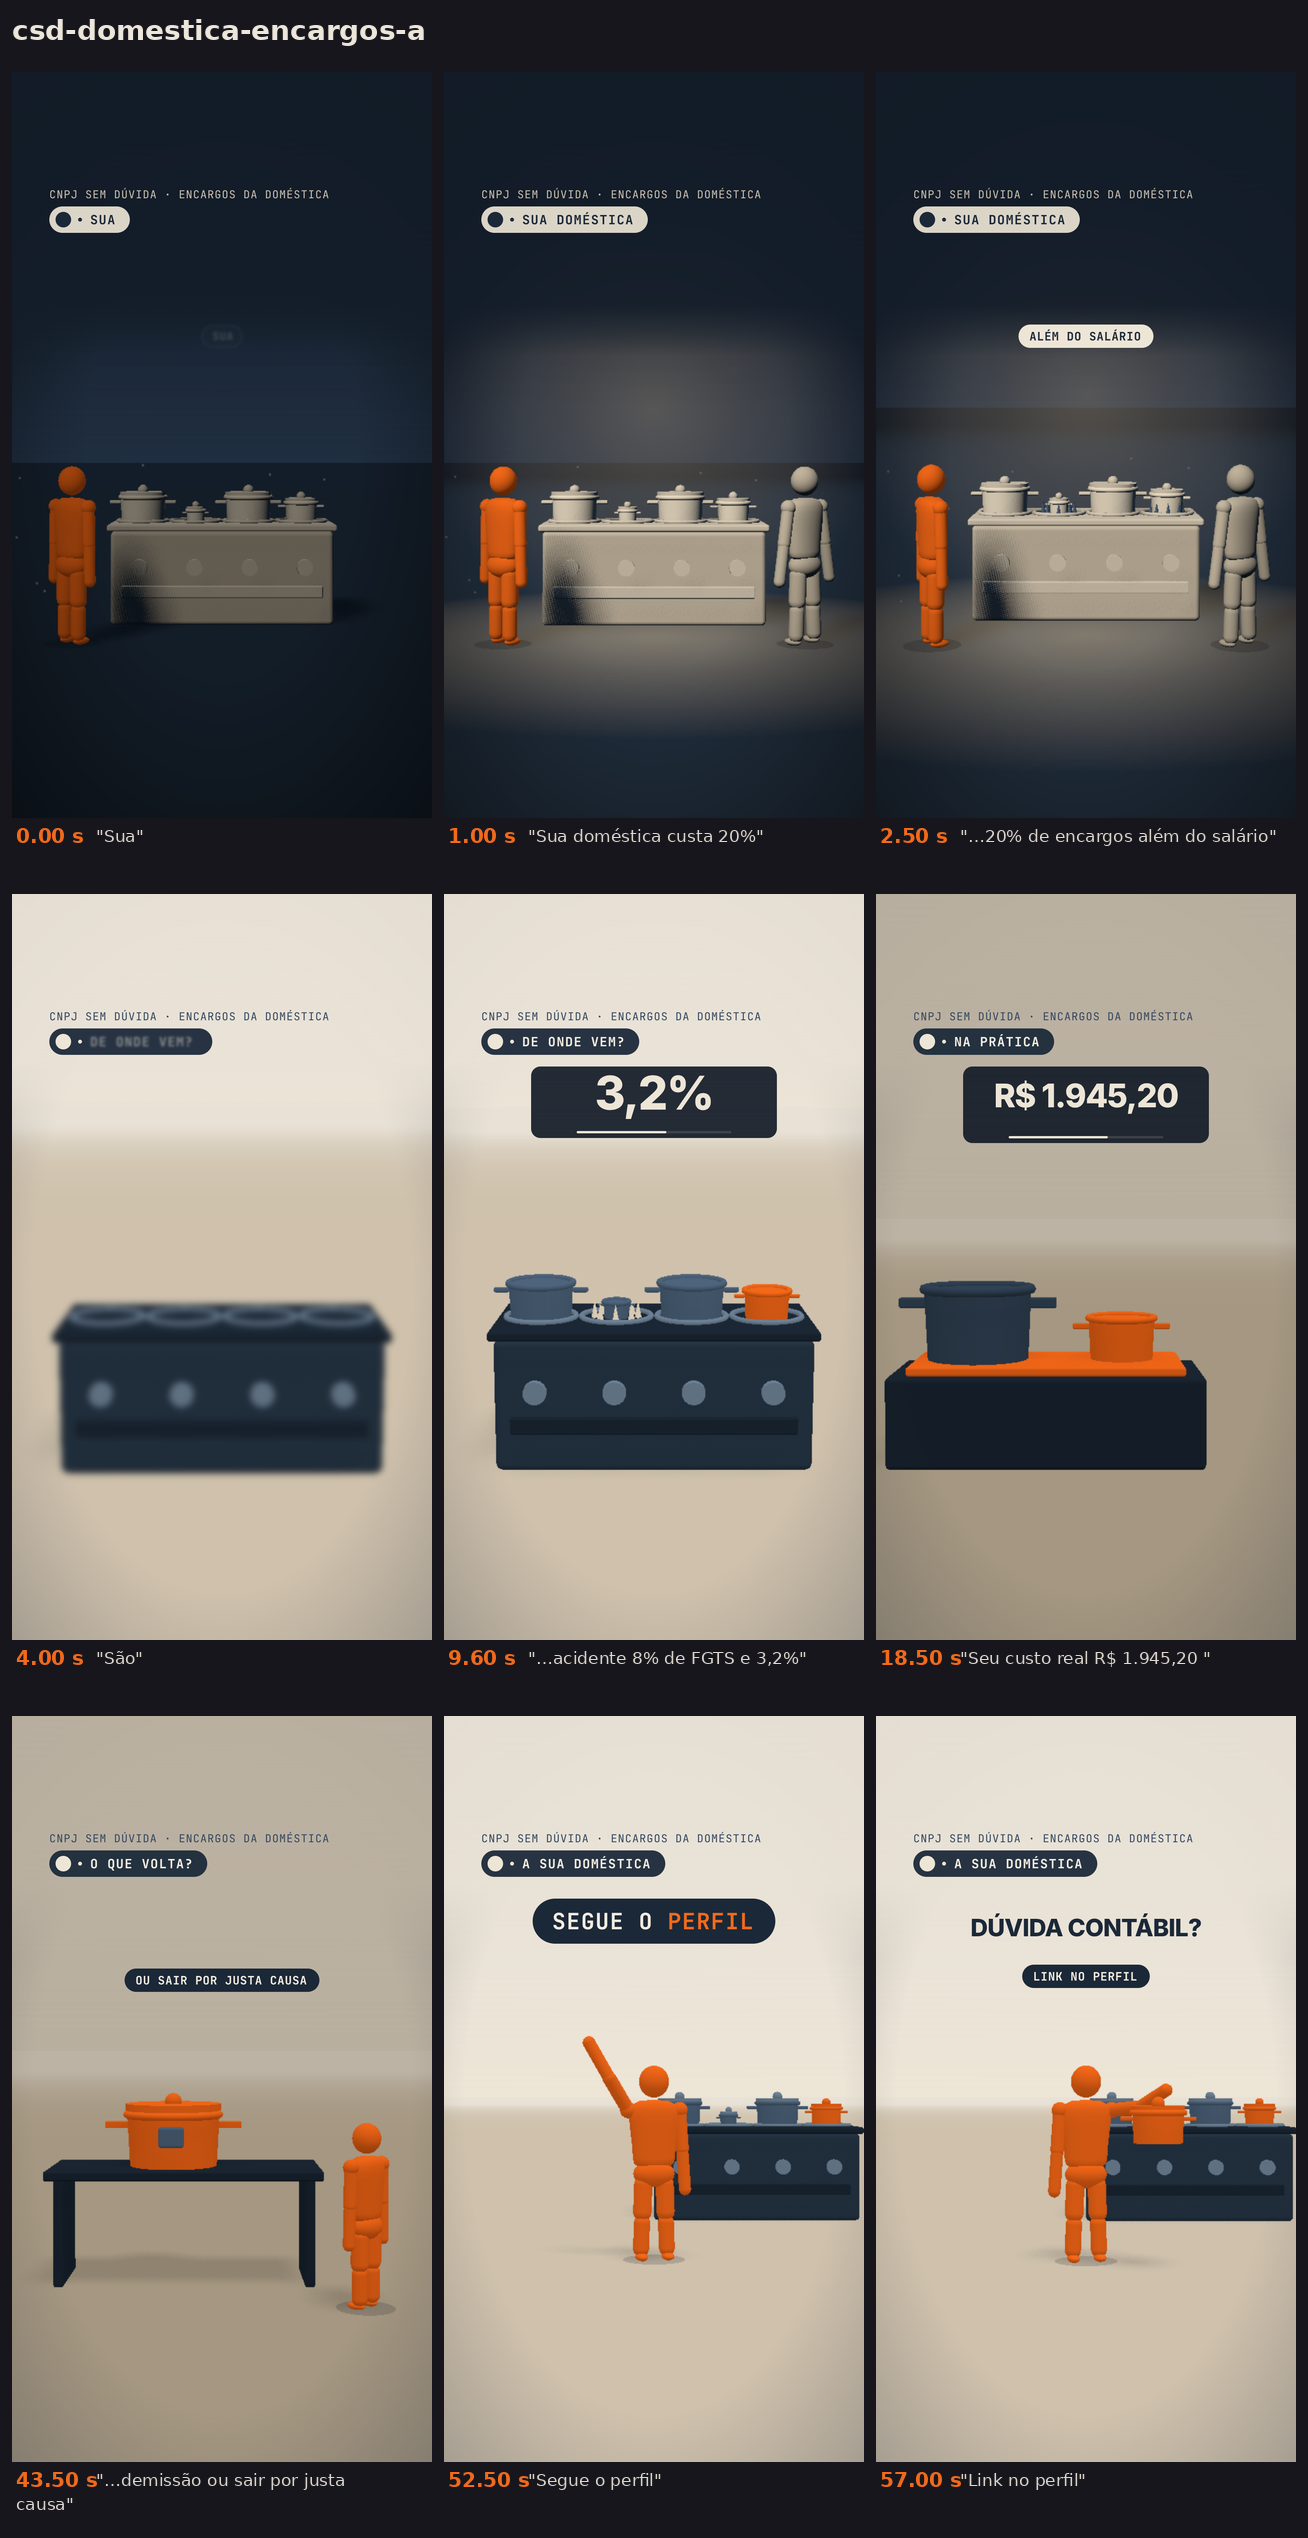 csd-domestica-encargos-a
CNPJ SEM DÚVIDA · ENCARGOS DA DOMÉSTICA
• SUA
SUA
0.00 s "Sua"
CNPJ SEM DÚVIDA · ENCARGOS DA DOMÉSTICA
• SUA DOMÉSTICA
1.00 s "Sua doméstica custa 20%"
CNPJ SEM DÚVIDA · ENCARGOS DA DOMÉSTICA
• SUA DOMÉSTICA
ALÉM DO SALÁRIO
2.50 s "...20% de encargos além do salário"
CNPJ SEM DÚVIDA · ENCARGOS DA DOMÉSTICA
• DE ONDE VEM?
4.00 s "São"
CNPJ SEM DÚVIDA · ENCARGOS DA DOMÉSTICA
• DE ONDE VEM?
3,2%
9.60 s "...acidente 8% de FGTS e 3,2%"
CNPJ SEM DÚVIDA · ENCARGOS DA DOMÉSTICA
• NA PRÁTICA
R$ 1.945,20
18.50 s "Seu custo real R$ 1.945,20 "
CNPJ SEM DÚVIDA · ENCARGOS DA DOMÉSTICA
• O QUE VOLTA?
OU SAIR POR JUSTA CAUSA
43.50 s "...demissão ou sair por justa
causa"
CNPJ SEM DÚVIDA · ENCARGOS DA DOMÉSTICA
• A SUA DOMÉSTICA
SEGUE O PERFIL
52.50 s "Segue o perfil"
CNPJ SEM DÚVIDA · ENCARGOS DA DOMÉSTICA
• A SUA DOMÉSTICA
DÚVIDA CONTÁBIL?
LINK NO PERFIL
57.00 s "Link no perfil"